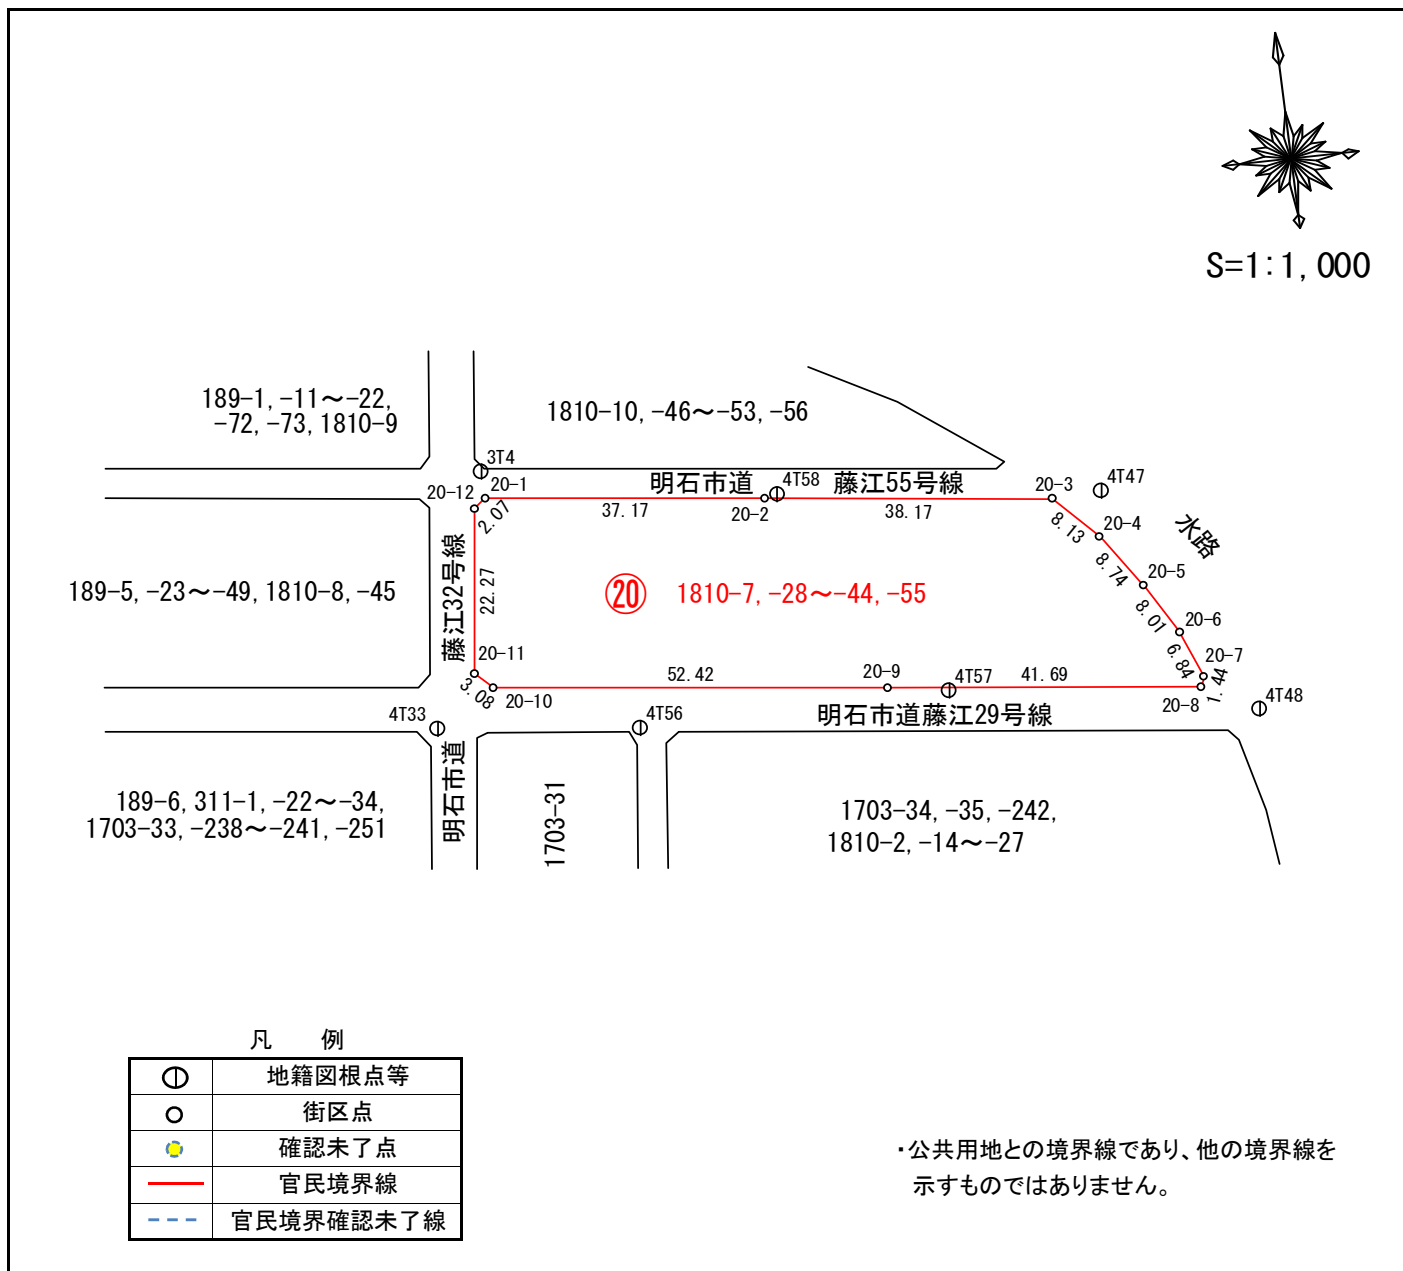 S=1:1,000
189-1,-11～-22,
-72,-73,1810-9
1810-10,-46～-53,-56
3T4
20-12
20-1
明石市道
4T58
藤江55号線
20-3
4T47
2.07
37.17
20-2
38.17
8.13
20-4
水路
8.74
20-5
189-5,-23～-49,1810-8,-45
藤江32号線
22.27
⑳
1810-7,-28～-44,-55
8.01
20-6
6.84
20-7
1.44
20-11
3.08
20-10
52.42
20-9
4T57
41.69
20-8
4T48
4T33
4T56
明石市道藤江29号線
明石市道
189-6,311-1,-22～-34,
1703-33,-238～-241,-251
1703-31
1703-34,-35,-242,
1810-2,-14～-27
凡 例
地籍図根点等
街区点
確認未了点
官民境界線
官民境界確認未了線
・公共用地との境界線であり、他の境界線を
示すものではありません。